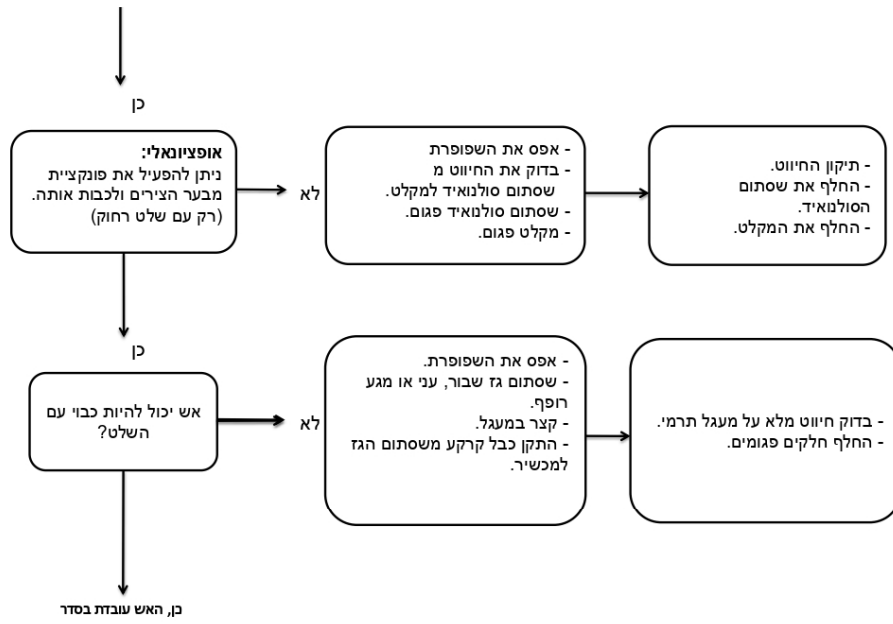 כן
אופציונאלי:
ניתן להפעיל את פונקציית
מבער הצירים ולכבות אותה.
(רק עם שלט רחוק)
לא
- אפס את השפופרת
- בדוק את החיווט מ
שסתום סולנואיד למקלט.
- שסתום סולנואיד פגום.
- מקלט פגום.
- תיקון החיווט.
- החלף את שסתום
הסולנואיד.
- החלף את המקלט.
כן
אש יכול להיות כבוי עם
השלט?
לא
- אפס את השפופרת.
- שסתום גז שבור, עני או מגע
רופף.
- קצר במעגל.
- התקן כבל קרקע משסתום הגז
למכשיר.
- בדוק חיווט מלא על מעגל תרמי.
- החלף חלקים פגומים.
כן, האש עובדת בסדר